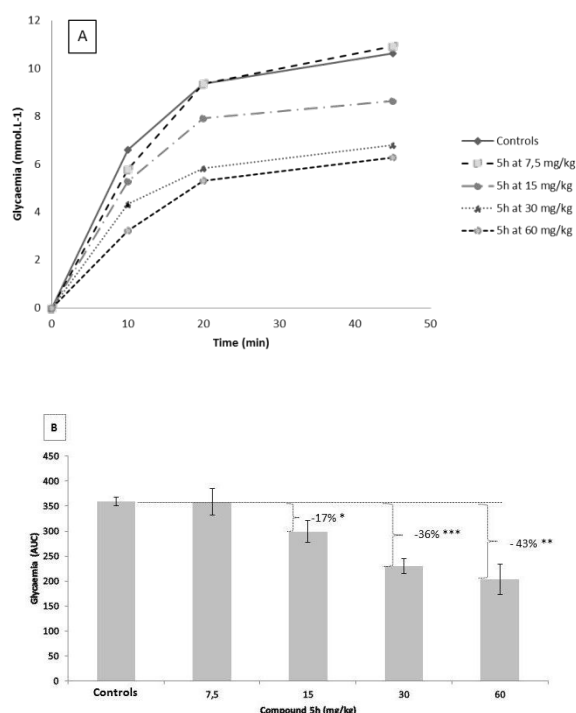 A
12
10
8
6
4
2
0
Glycaemia (mmol.L-1)
0 10 20 30 40 50
Time (min)
Controls
5h at 7,5 mg/kg
5h at 15 mg/kg
5h at 30 mg/kg
5h at 60 mg/kg
B
450
400
350
300
250
200
150
100
50
0
Glycaemia (AUC)
-17% *
-36% ***
- 43% **
Controls 7,5 15 30 60
Compound 5h (mg/kg)